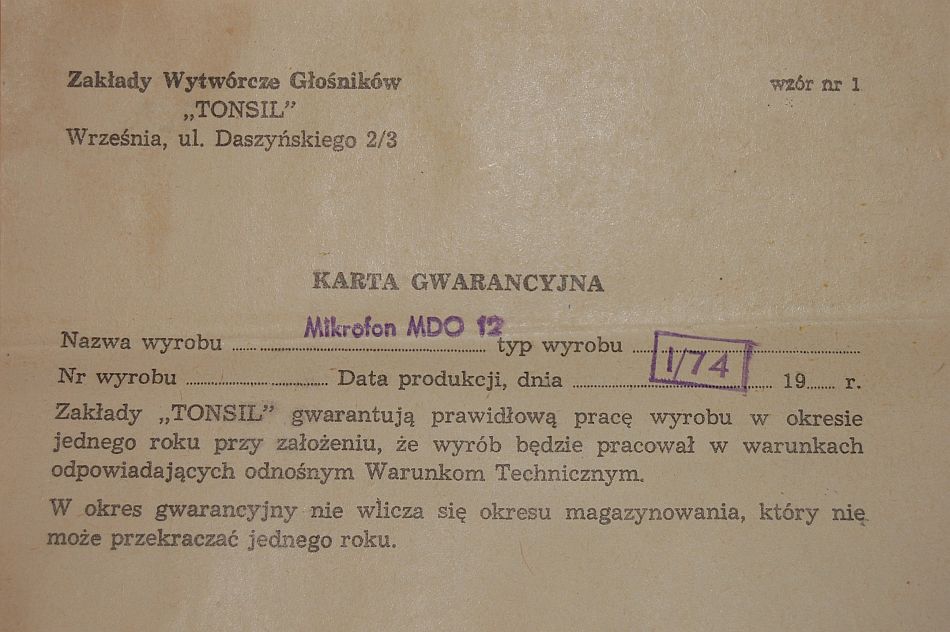 Zakłady Wytwórcze Głośników
„TONSIL”
Września, ul. Daszyńskiego 2/3
wzór nr 1
KARTA GWARANCYJNA
Nazwa wyrobu ........ Mikrofon MDO 12 ........ typ wyrobu ........
Nr wyrobu ........ Data produkcji, dnia ........ 1/74 ........ 19...... r.
Zakłady „TONSIL” gwarantują prawidłową pracę wyrobu w okresie
jednego roku przy założeniu, że wyrób będzie pracował w warunkach
odpowiadających odnośnym Warunkom Technicznym.
W okres gwarancyjny nie wlicza się okresu magazynowania, który nię
może przekraczać jednego roku.